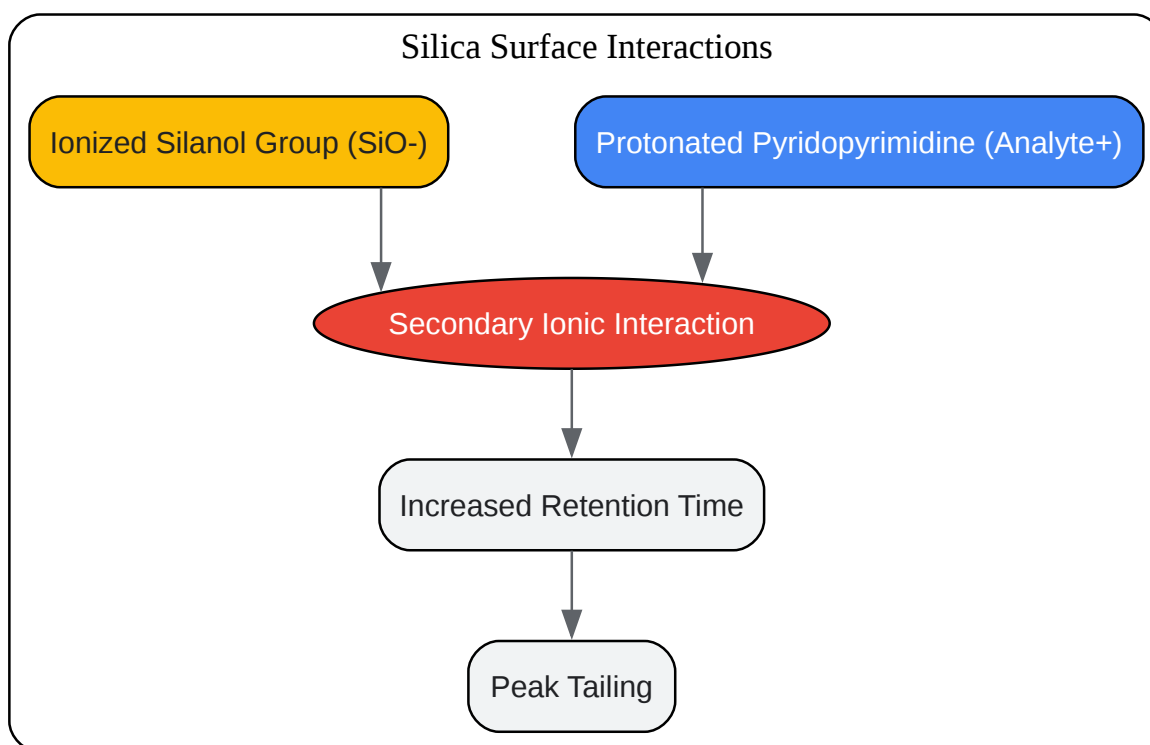 Silica Surface Interactions
Ionized Silanol Group (SiO-)
Protonated Pyridopyrimidine (Analyte+)
Secondary Ionic Interaction
Increased Retention Time
Peak Tailing